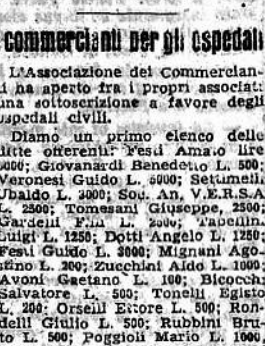 commercianti per gli ospedali
L'Associazione dei Commercian-
ti ha aperto fra i propri associati
una sottoscrizione a favore degli
ospedali civili.
Diamo un primo elenco delle
ditte offerenti: Festi Amato lire
5000; Giovanardi Benedetto L. 500;
Veronesi Guido L. 5000; Settimelli
Ubaldo L. 3000; Soc. An. V.E.R.S.A
L. 2500; Tomesani Giuseppe, 2500;
Gardelli L. Tabellin.
Luigi L. 1250; Dotti Angelo L. 1250;
Festi Guido L. 3000; Mignani Ago-
stino L. 200; Zucchini Aldo L. 1000;
Avoni Gaetano L. 100; Bicocchi
Salvatore L. 505; Tonelli Egisto
L. 200; Orselli Ettore L. 500; Ron-
delli Giulio L. 500; Rubbini Bru-
to L. 500; Poggioli Mario L. 1000,